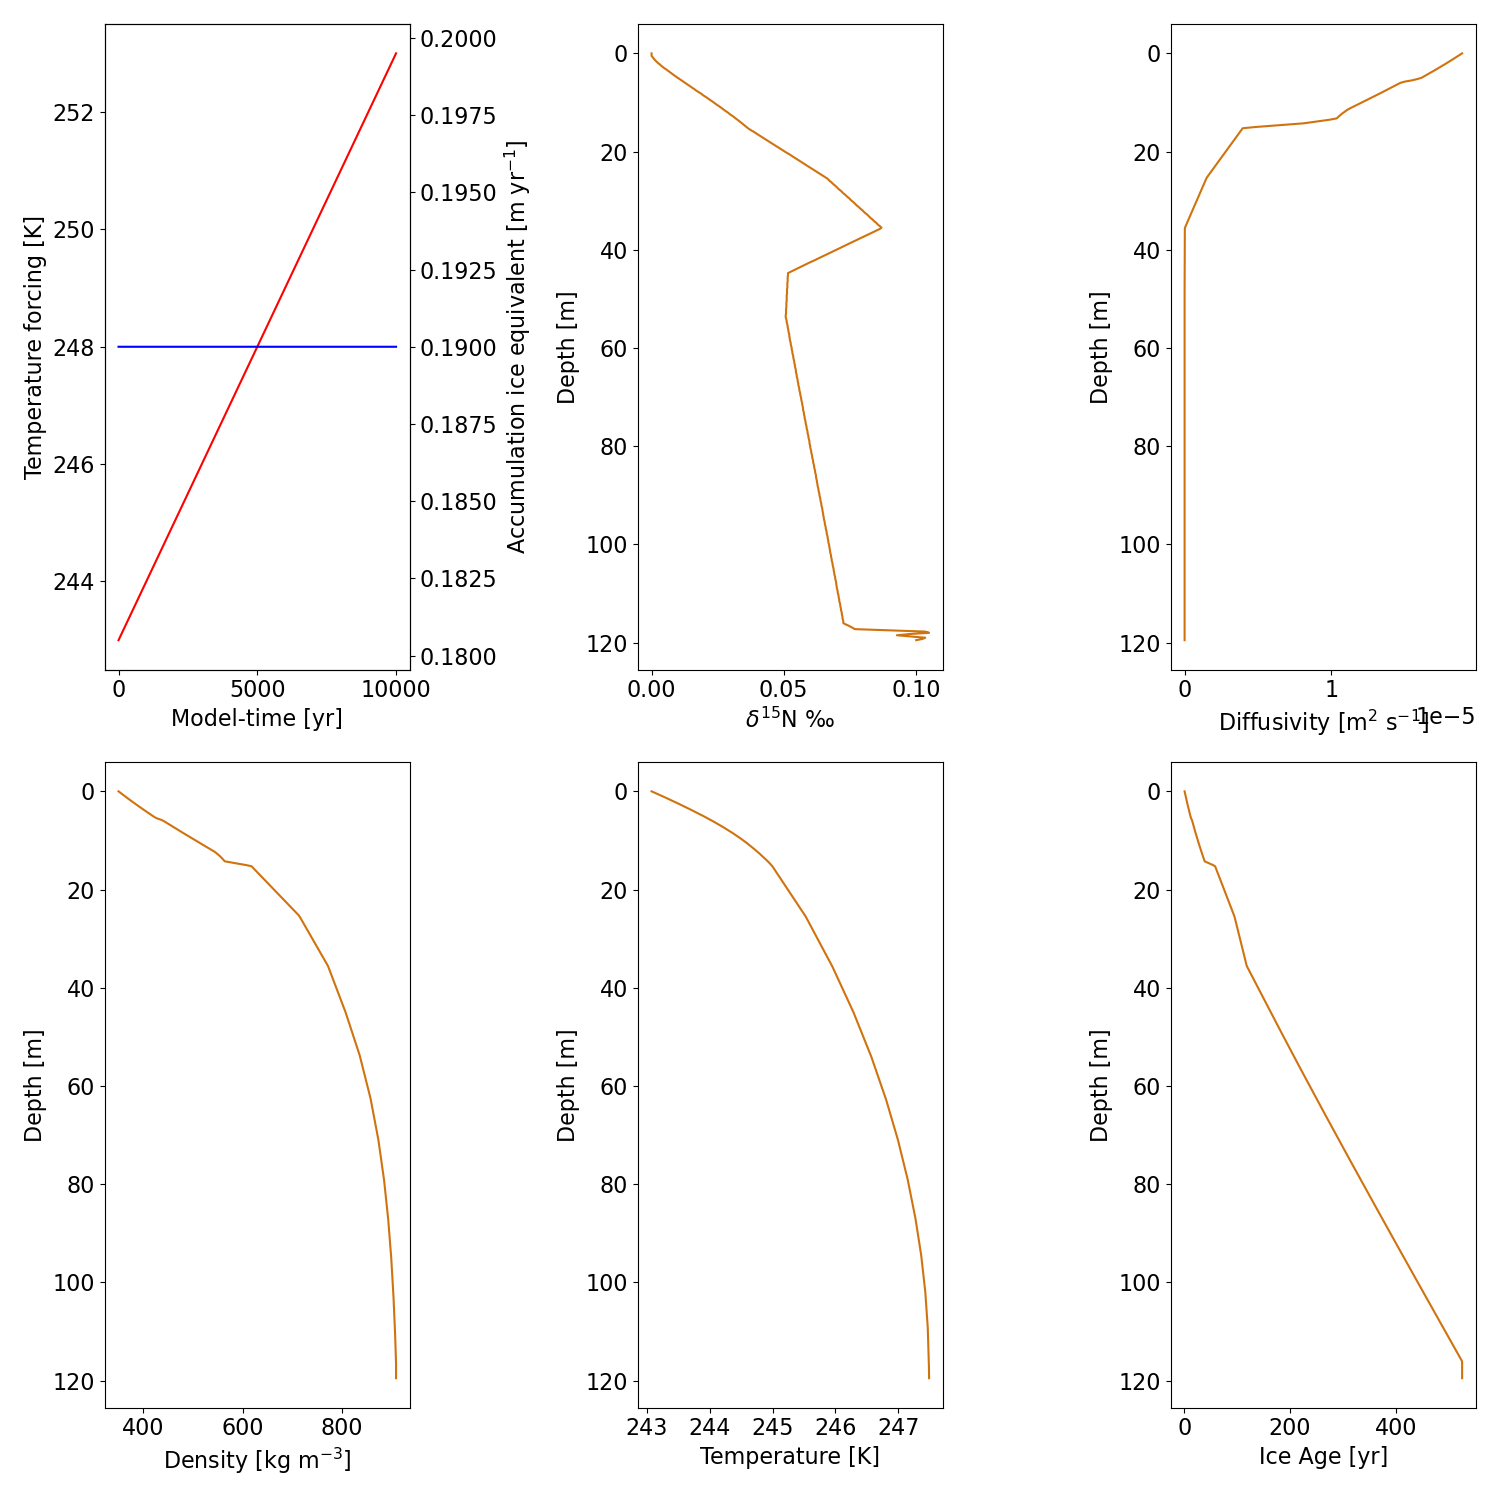 Temperature forcing [K]
252
250
248
246
244
0 5000 10000
Model-time [yr]
0.2000
0.1975
0.1950
0.1925
0.1900
0.1875
0.1850
0.1825
0.1800
Accumulation ice equivalent [m yr⁻¹]
Depth [m]
0
20
40
60
80
100
120
0.00 0.05 0.10
δ¹⁵N ‰
Depth [m]
0
20
40
60
80
100
120
0 1
1e−5
Diffusivity [m² s⁻¹]
Depth [m]
0
20
40
60
80
100
120
400 600 800
Density [kg m⁻³]
Depth [m]
0
20
40
60
80
100
120
243 244 245 246 247
Temperature [K]
Depth [m]
0
20
40
60
80
100
120
0 200 400
Ice Age [yr]